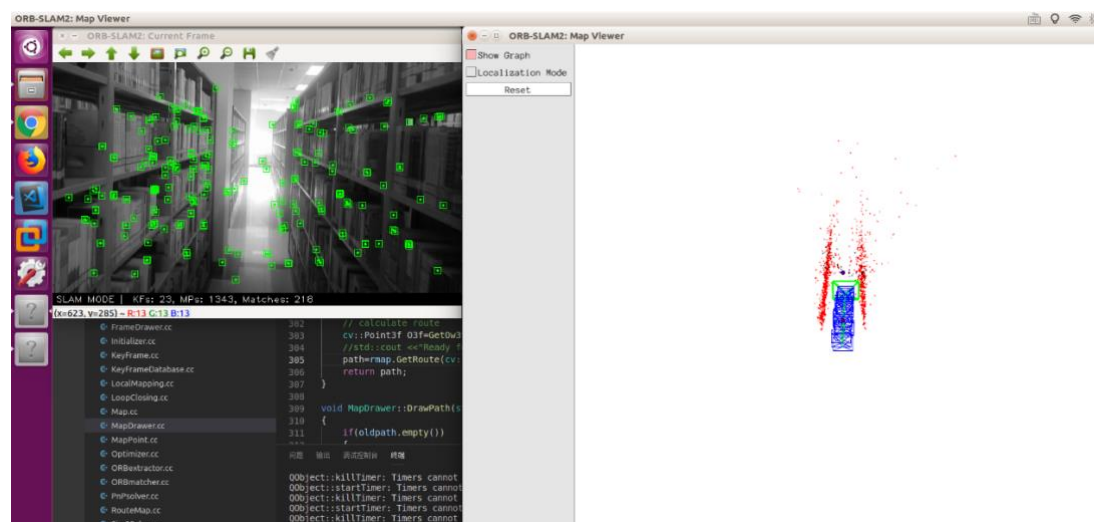 ORB-SLAM2: Map Viewer
ORB-SLAM2: Current Frame
SLAM MODE | KFs: 23, MPs: 1343, Matches: 218
(x=623, y=285) ~ R:13 G:13 B:13
FrameDrawer.cc
Initializer.cc
KeyFrame.cc
KeyFrameDatabase.cc
LocalMapping.cc
LoopClosing.cc
Map.cc
MapDrawer.cc
MapPoint.cc
Optimizer.cc
ORBextractor.cc
ORBmatcher.cc
PnPsolver.cc
RouteMap.cc
302 // calculate route
303 cv::Point3f O3f=GetOw3
304 //std::cout <<"Ready f
305 path=rmap.GetRoute(cv:
306 return path;
307 }
308
309 void MapDrawer::DrawPath(s
310 {
311 if(oldpath.empty())
问题 输出 调试控制台 终端
QObject::killTimer: Timers cannot
QObject::startTimer: Timers cannot
QObject::killTimer: Timers cannot
QObject::startTimer: Timers cannot
QObject::killTimer: Timers cannot
ORB-SLAM2: Map Viewer
Show Graph
Localization Mode
Reset